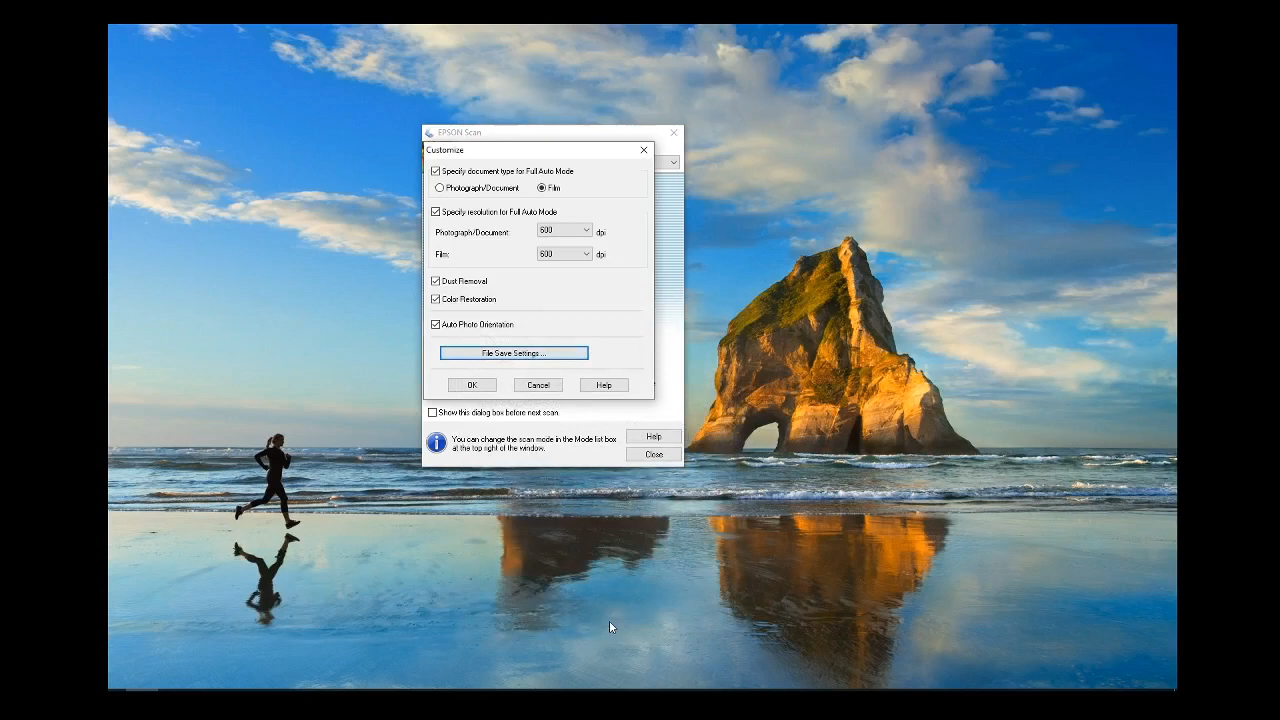 EPSON Scan
Customize
Specify document type for Full Auto Mode
Photograph/Document Film
Specify resolution for Full Auto Mode
Photograph/Document: 600 dpi
Film: 600 dpi
Dust Removal
Color Restoration
Auto Photo Orientation
File Save Settings ...
OK Cancel Help
Show this dialog box before next scan.
You can change the scan mode in the Mode list box
at the top right of the window.
Help
Close